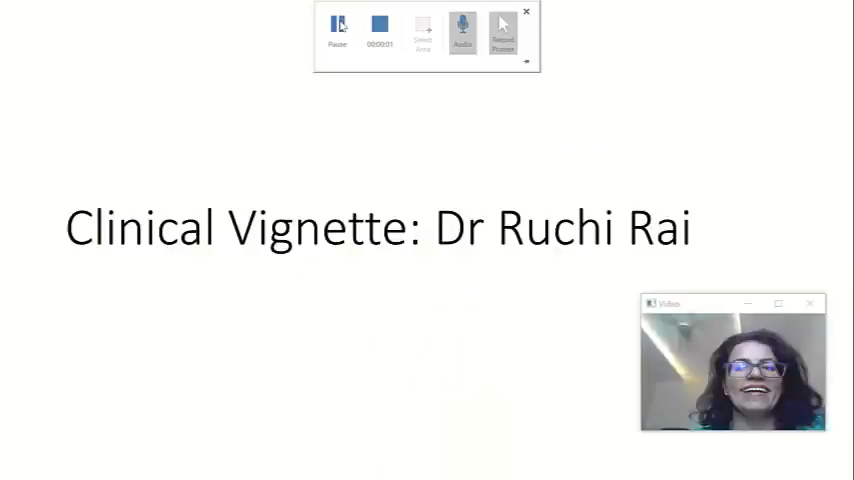 Pause
00:00:01
Select
Area
Audio
Record
Pointer
Clinical Vignette: Dr Ruchi Rai
Video